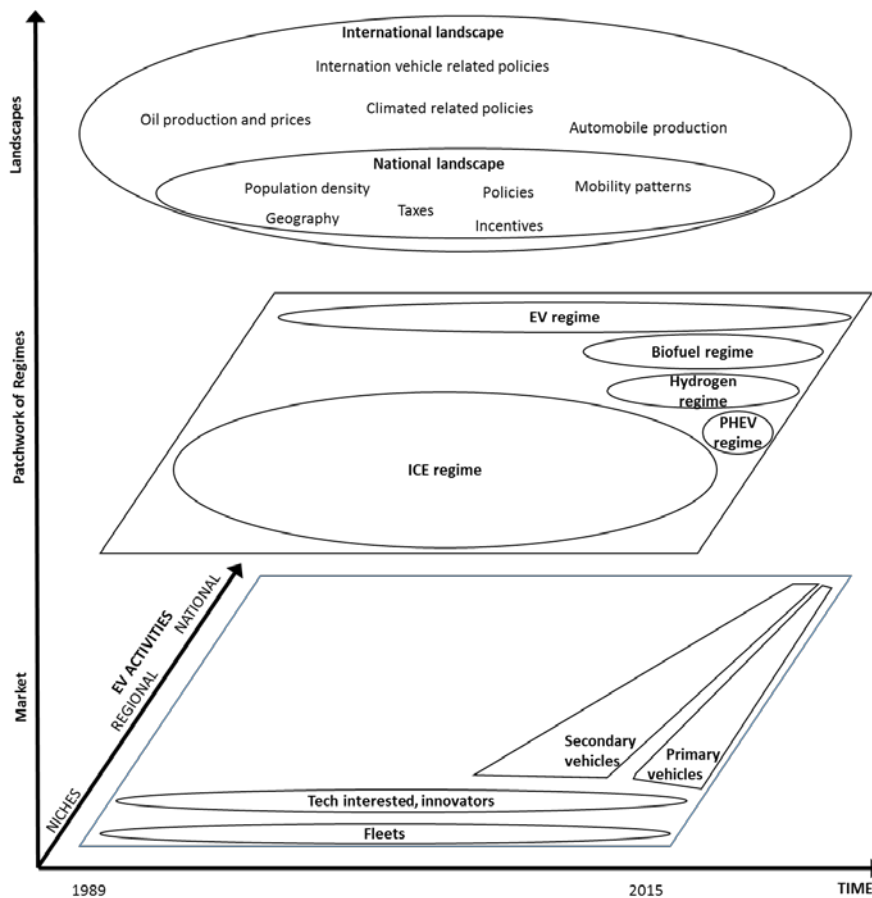 International landscape
Internation vehicle related policies
Climated related policies
Oil production and prices
Automobile production
National landscape
Population density
Policies
Mobility patterns
Geography
Taxes
Incentives
Landscapes
EV regime
Biofuel regime
Hydrogen
regime
PHEV
regime
ICE regime
Patchwork of Regimes
NATIONAL
EV ACTIVITIES
REGIONAL
NICHES
Market
Secondary
vehicles
Primary
vehicles
Tech interested, innovators
Fleets
1989
2015
TIME